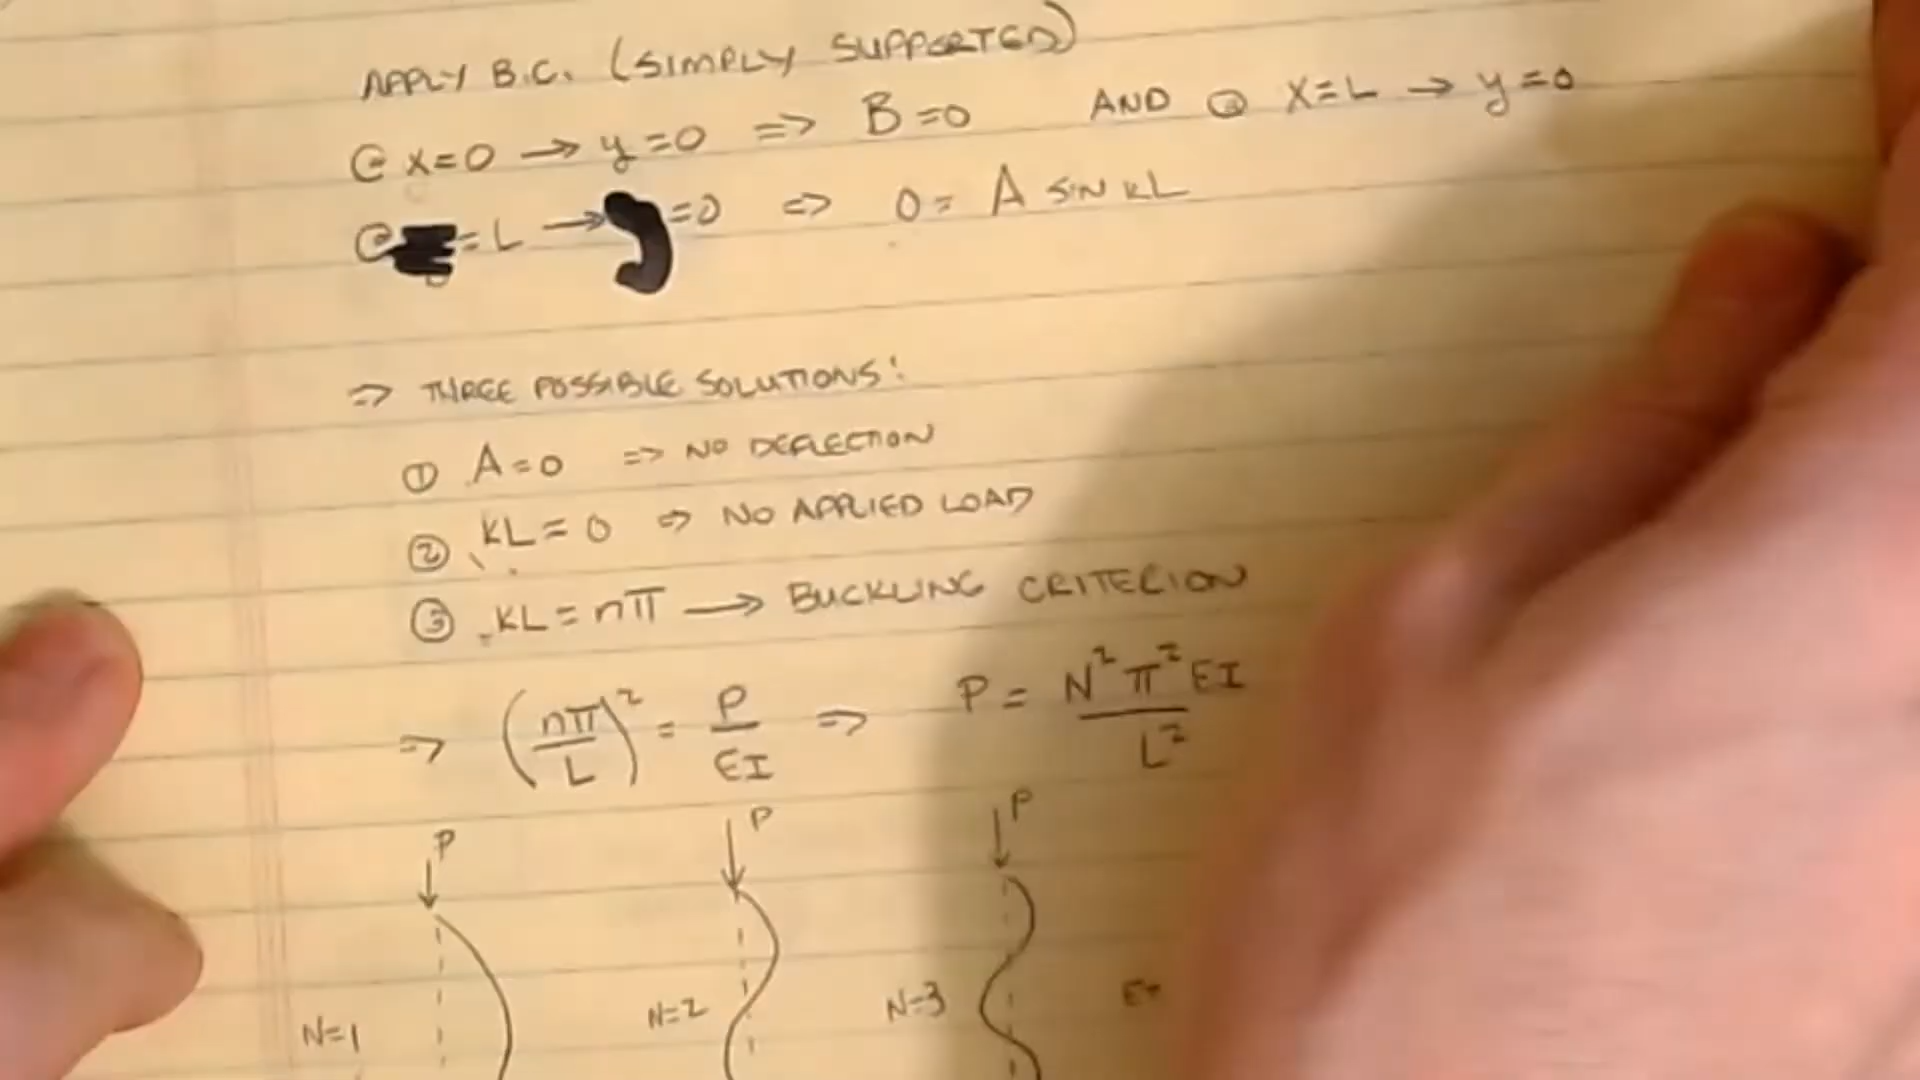 APPLY B.C. (SIMPLY SUPPORTED)
@ X=0 → y=0 => B=0 AND @ X=L → y=0
@ =L → =0 => 0 = A SIN KL
=> THREE POSSIBLE SOLUTIONS:
① A=0 => NO DEFLECTION
② KL=0 => NO APPLIED LOAD
③ KL=nπ → BUCKLING CRITERION
=> (nπ/L)² = P/EI => P = N²π²EI/L²
P P P
N=1 N=2 N=3